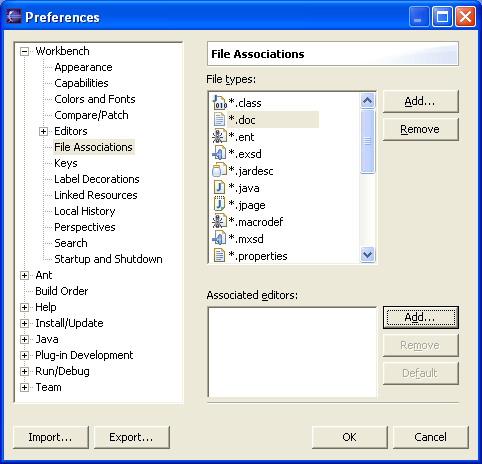 Preferences
Workbench
Appearance
Capabilities
Colors and Fonts
Compare/Patch
Editors
File Associations
Keys
Label Decorations
Linked Resources
Local History
Perspectives
Search
Startup and Shutdown
Ant
Build Order
Help
Install/Update
Java
Plug-in Development
Run/Debug
Team
File Associations
File types:
*.class
*.doc
*.ent
*.exsd
*.jardesc
*.java
*.jpage
*.macrodef
*.mxsd
*.properties
Add...
Remove
Associated editors:
Add...
Remove
Default
Import...
Export...
OK
Cancel